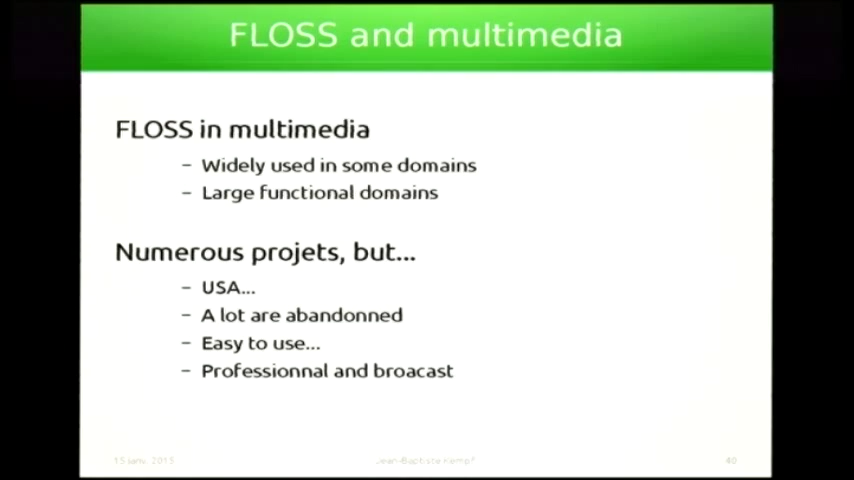 FLOSS and multimedia
FLOSS in multimedia
– Widely used in some domains
– Large functional domains
Numerous projets, but...
– USA...
– A lot are abandonned
– Easy to use...
– Professionnal and broacast
15 janv. 2015
Jean-Baptiste Kempf
40